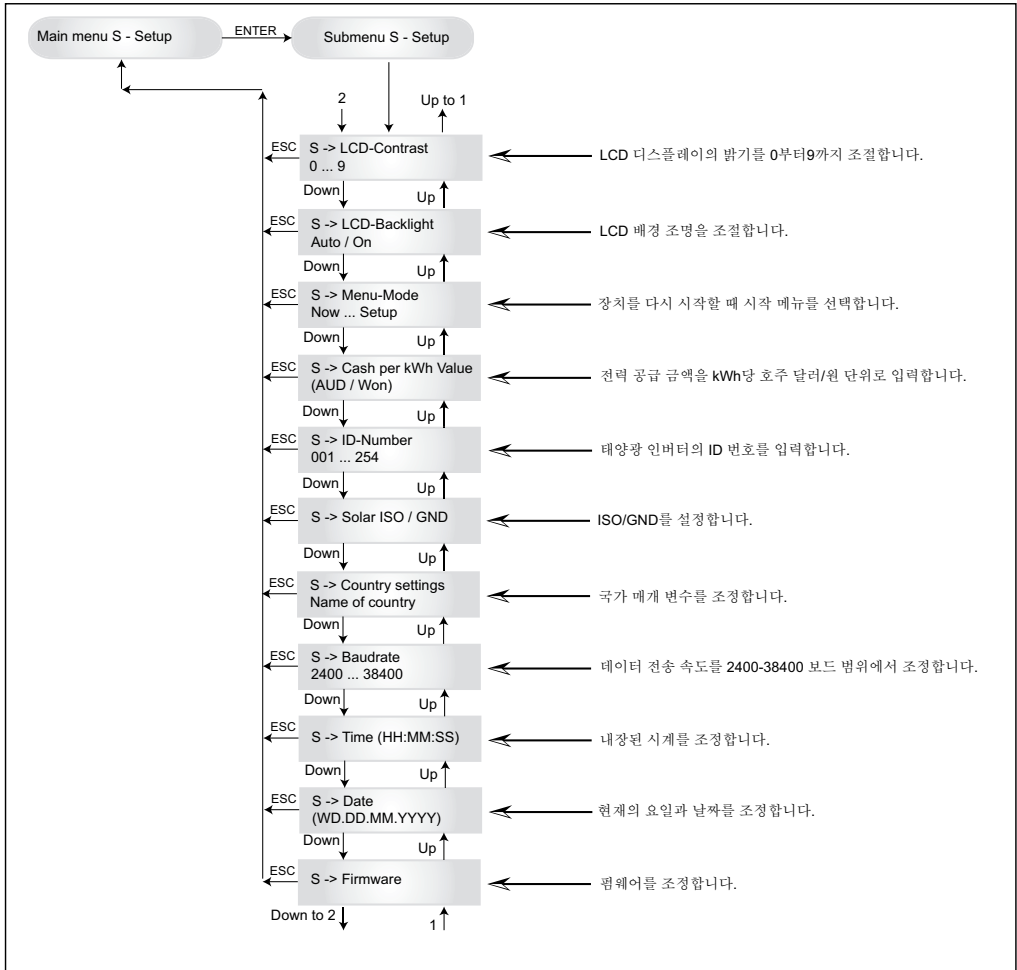 Main menu S - Setup
ENTER
Submenu S - Setup
2
Up to 1
ESC
S -> LCD-Contrast
0 ... 9
LCD 디스플레이의 밝기를 0부터9까지 조절합니다.
Down
Up
ESC
S -> LCD-Backlight
Auto / On
LCD 배경 조명을 조절합니다.
Down
Up
ESC
S -> Menu-Mode
Now ... Setup
장치를 다시 시작할 때 시작 메뉴를 선택합니다.
Down
Up
ESC
S -> Cash per kWh Value
(AUD / Won)
전력 공급 금액을 kWh당 호주 달러/원 단위로 입력합니다.
Down
Up
ESC
S -> ID-Number
001 ... 254
태양광 인버터의 ID 번호를 입력합니다.
Down
Up
ESC
S -> Solar ISO / GND
ISO/GND를 설정합니다.
Down
Up
ESC
S -> Country settings
Name of country
국가 매개 변수를 조정합니다.
Down
Up
ESC
S -> Baudrate
2400 ... 38400
데이터 전송 속도를 2400-38400 보드 범위에서 조정합니다.
Down
Up
ESC
S -> Time (HH:MM:SS)
내장된 시계를 조정합니다.
Down
Up
ESC
S -> Date
(WD.DD.MM.YYYY)
현재의 요일과 날짜를 조정합니다.
Down
Up
ESC
S -> Firmware
펌웨어를 조정합니다.
Down to 2
1